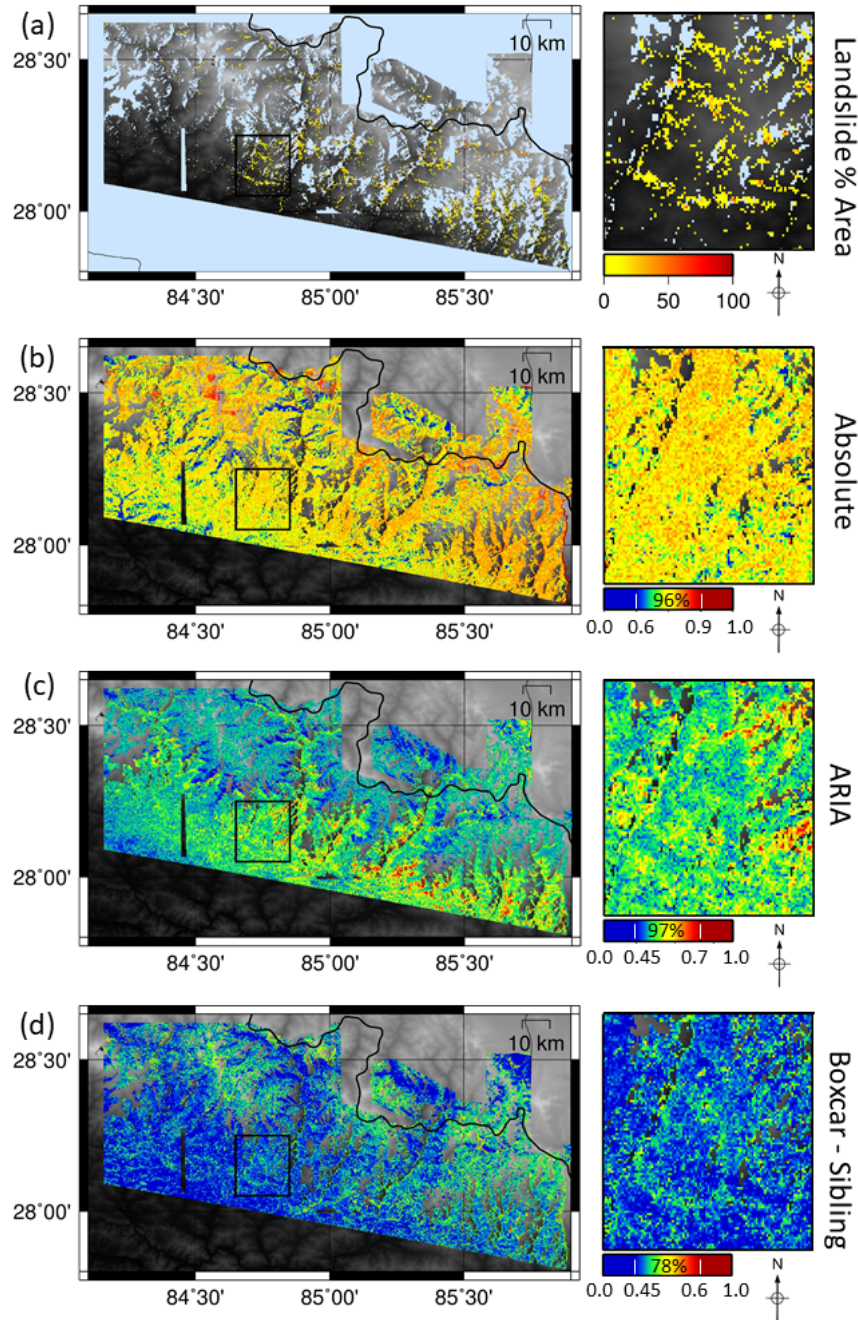 (a)
10 km
28˚30'
28˚00'
84˚30'
85˚00'
85˚30'
0
50
100
N
Landslide % Area
(b)
10 km
28˚30'
28˚00'
84˚30'
85˚00'
85˚30'
96%
0.0
0.6
0.9
1.0
N
Absolute
(c)
10 km
28˚30'
28˚00'
84˚30'
85˚00'
85˚30'
97%
0.0
0.45
0.7
1.0
N
ARIA
(d)
10 km
28˚30'
28˚00'
84˚30'
85˚00'
85˚30'
78%
0.0
0.45
0.6
1.0
N
Boxcar - Sibling